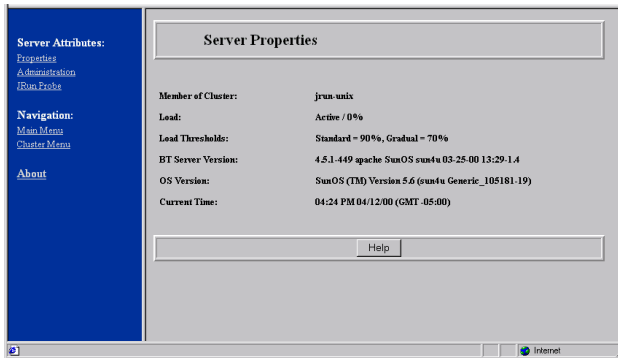 Server Attributes:
Properties
Administration
JRun Probe
Navigation:
Main Menu
Cluster Menu
About
Server Properties
Member of Cluster: jrun-unix
Load: Active / 0%
Load Thresholds: Standard = 90%, Gradual = 70%
BT Server Version: 4.5.1-449 apache SunOS sun4u 03-25-00 13:29-1.4
OS Version: SunOS (TM) Version 5.6 (sun4u Generic_105181-19)
Current Time: 04:24 PM 04/12/00 (GMT -05:00)
Help
Internet